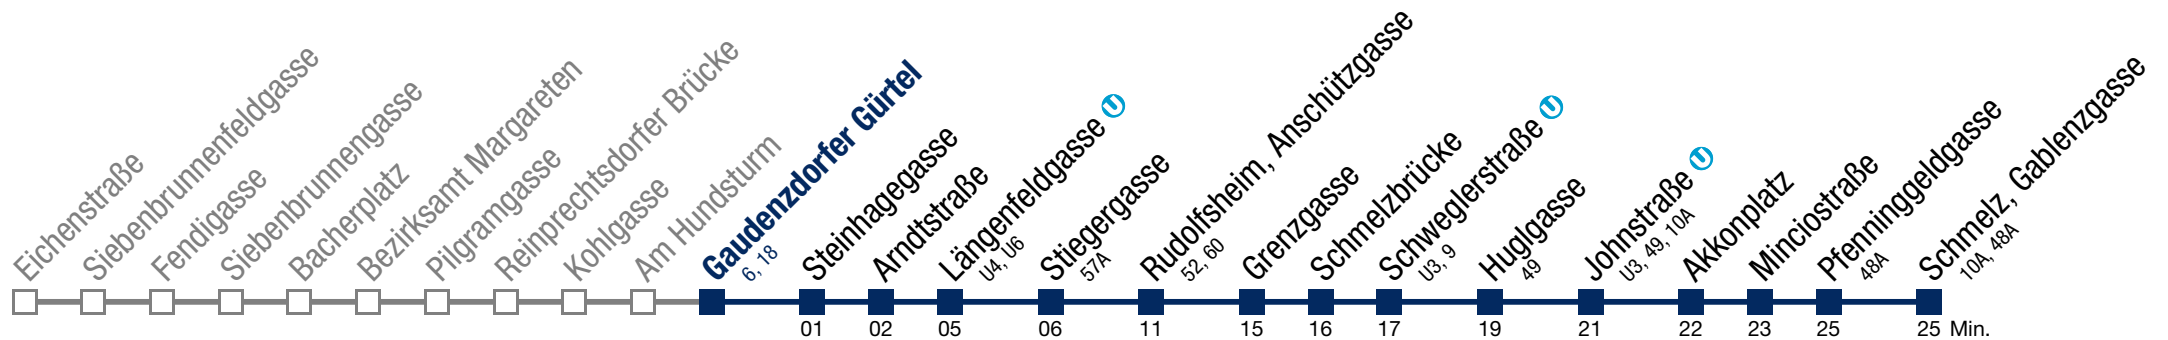 Eichenstraße
Siebenbrunnenfeldgasse
Fendigasse
Siebenbrunnengasse
Bacherplatz
Bezirksamt Margareten
Pilgramgasse
Reinprechtsdorfer Brücke
Kohlgasse
Am Hundsturm
Gaudenzdorfer Gürtel
6, 18
Steinhagegasse
Arndtstraße
Längenfeldgasse U
U4, U6
Stiegergasse
57A
Rudolfsheim, Anschützgasse
52, 60
Grenzgasse
Schmelzbrücke
Schweglerstraße U
U3, 9
Huglgasse
49
Johnstraße U
U3, 49, 10A
Akkonplatz
Minciostraße
Pfenninggeldgasse
48A
Schmelz, Gablenzgasse
10A, 48A
01 02 05 06 11 15 16 17 19 21 22 23 25 25 Min.